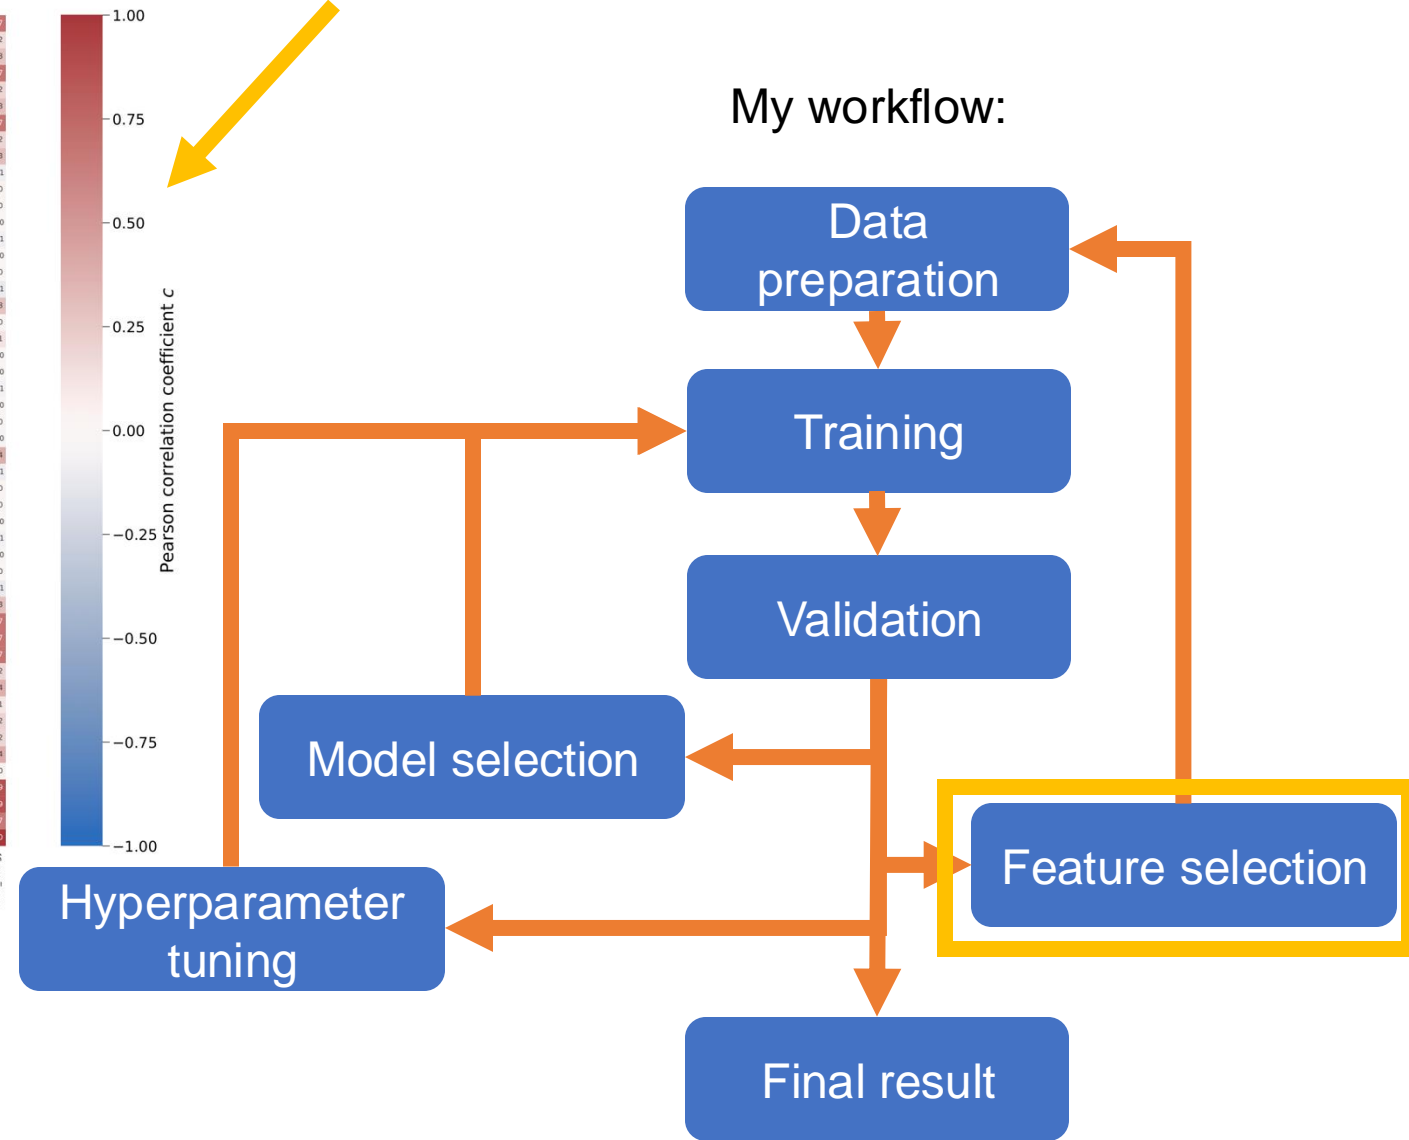 1.00
0.75
0.50
0.25
0.00
−0.25
−0.50
−0.75
−1.00
Pearson correlation coefficient c
My workflow:
Data
preparation
Training
Validation
Model selection
Feature selection
Hyperparameter
tuning
Final result